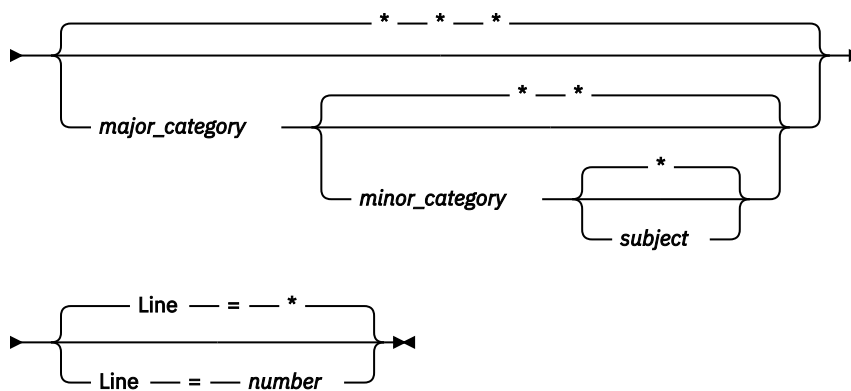 * * *
major_category
* *
minor_category
*
subject
Line = *
Line = number